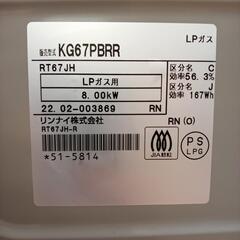 LPガス
販売型式 KG67PBRR
RT67JH
区分名 C
効率56.3%
LPガス用
区分名 J
8.00kW
効率 167Wh
22.02-003869 RN
リンナイ株式会社
RN (O)
RT67JH-R
*51-5814
JIA認証
PS
LPG